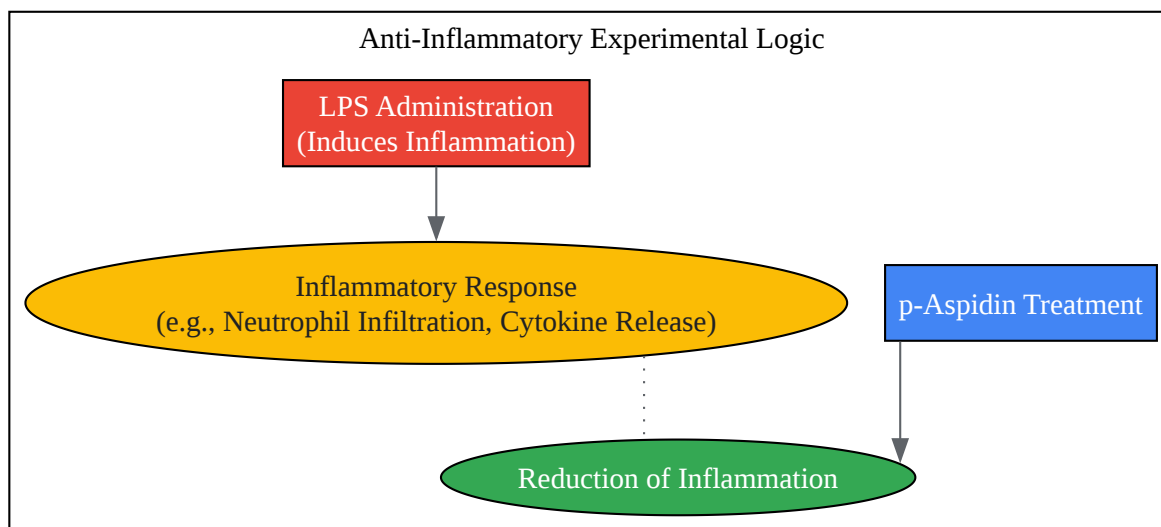 Anti-Inflammatory Experimental Logic
LPS Administration
(Induces Inflammation)
Inflammatory Response
(e.g., Neutrophil Infiltration, Cytokine Release)
p-Aspidin Treatment
Reduction of Inflammation